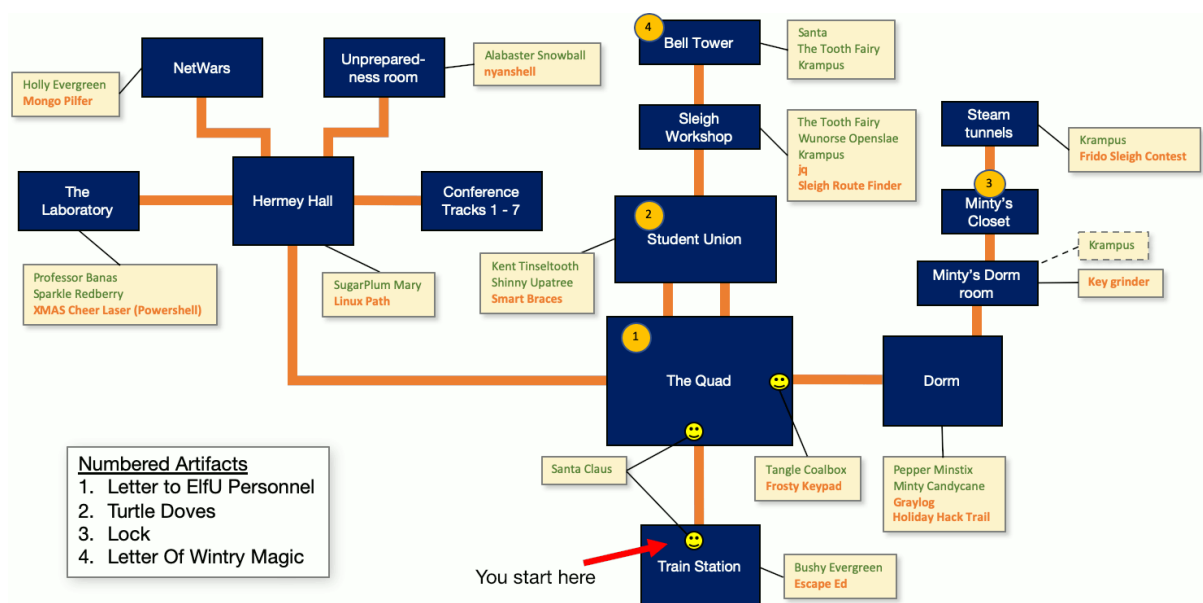 4
Bell Tower
Santa
The Tooth Fairy
Krampus
NetWars
Unprepared-
ness room
Alabaster Snowball
nyanshell
Holly Evergreen
Mongo Pilfer
Sleigh
Workshop
The Tooth Fairy
Wunorse Openslae
Krampus
jq
Sleigh Route Finder
Steam
tunnels
Krampus
Frido Sleigh Contest
The
Laboratory
Hermey Hall
Conference
Tracks 1 - 7
3
Minty's
Closet
2
Student Union
Krampus
Professor Banas
Sparkle Redberry
XMAS Cheer Laser (Powershell)
SugarPlum Mary
Linux Path
Kent Tinseltooth
Shinny Upatree
Smart Braces
Minty's Dorm
room
Key grinder
1
The Quad
Dorm
Numbered Artifacts
1. Letter to ElfU Personnel
2. Turtle Doves
3. Lock
4. Letter Of Wintry Magic
Santa Claus
Tangle Coalbox
Frosty Keypad
Pepper Minstix
Minty Candycane
Graylog
Holiday Hack Trail
You start here
Train Station
Bushy Evergreen
Escape Ed